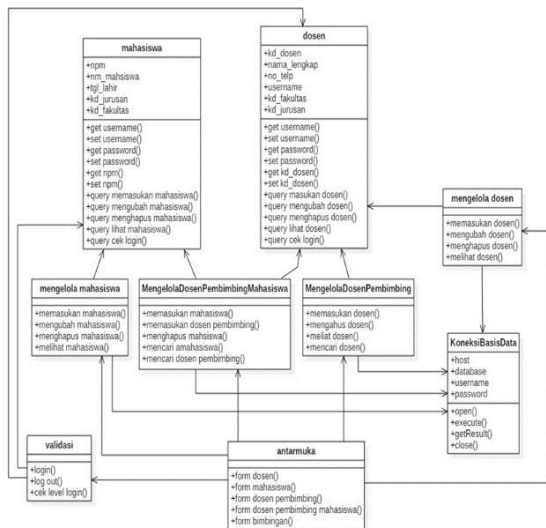 mahasiswa
+npm
+nm_mahsiswa
+tgl_lahir
+kd_jurusan
+kd_fakultas
+get username()
+set username()
+get password()
+set password()
+get npm()
+set npm()
+query memasukan mahasiswa()
+query mengubah mahasiswa()
+query menghapus mahasiswa()
+query lihat mahasiswa()
+query cek login()
dosen
+kd_dosen
+nama_lengkap
+no_telp
+username
+kd_fakultas
+kd_jurusan
+get username()
+set username()
+get password()
+set password()
+get kd_dosen()
+set kd_dosen()
+query masukan dosen()
+query mengubah dosen()
+query menghapus dosen()
+query lihat dosen()
+query cek login()
mengelola dosen
+memasukan dosen()
+mengubah dosen()
+menghapus dosen()
+melihat dosen()
mengelola mahasiswa
+memasukan mahasiswa()
+mengubah mahasiswa()
+menghapus mahasiswa()
+melihat mahasiswa()
MengelolaDosenPembimbingMahasiswa
+memasukan mahasiswa()
+memasukan dosen pembimbing()
+menghapus mahsiswa()
+mencari amahasiswa()
+mencari dosen pembimbing()
MengelolaDosenPembimbing
+memasukan dosen()
+mengahus dosen()
+meliat dosen()
+mencari dosen()
KoneksiBasisData
+host
+database
+username
+password
+open()
+execute()
+getResult()
+close()
validasi
+login()
+log out()
+cek level login()
antarmuka
+form dosen()
+form mahasiswa()
+form dosen pembimbing()
+form dosen pembimbing mahasiswa()
+form bimbingan()